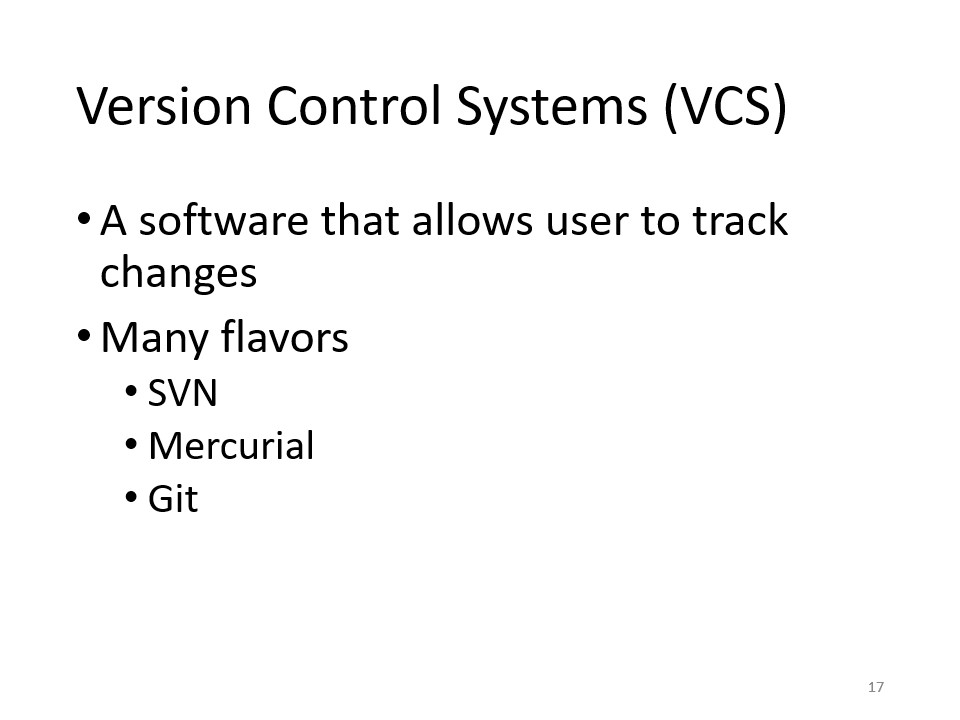 Version Control Systems (VCS)
• A software that allows user to track
changes
• Many flavors
• SVN
• Mercurial
• Git
17